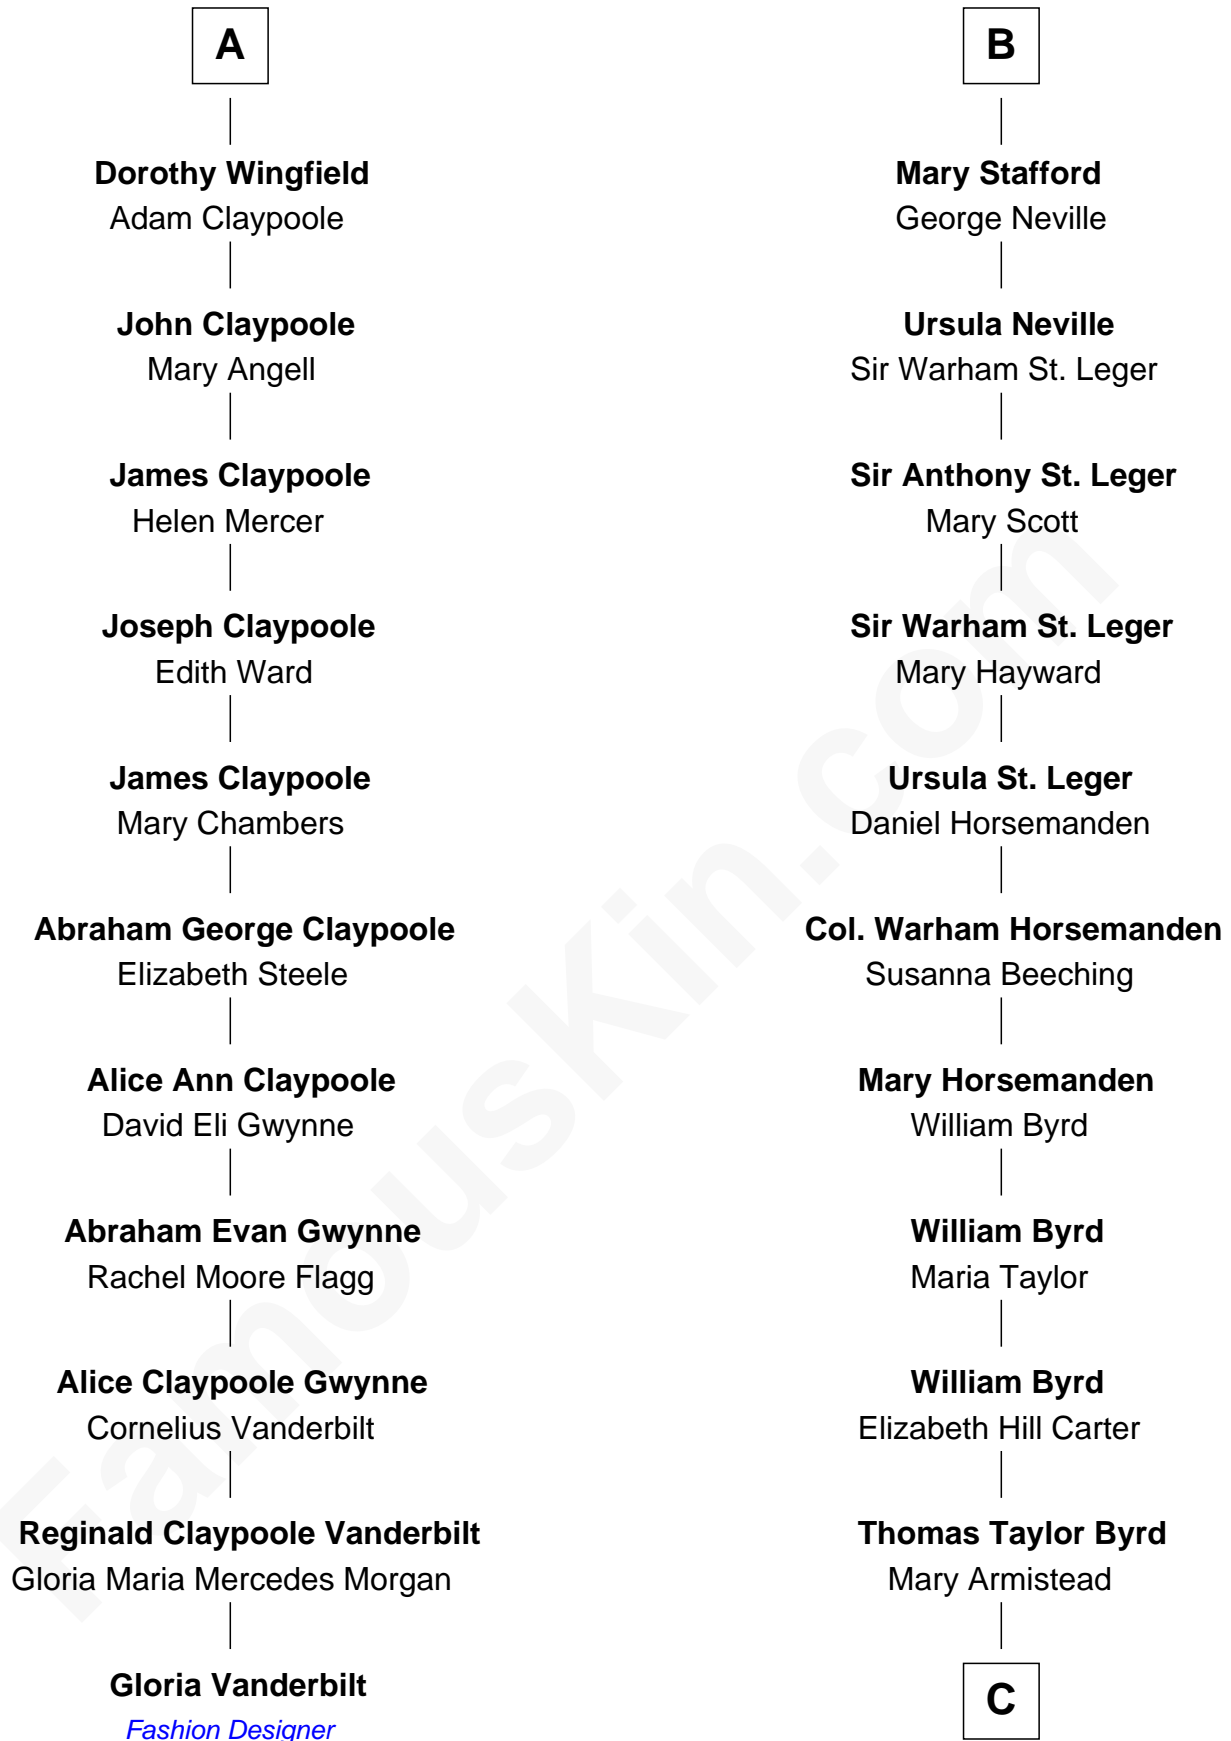 A
Dorothy Wingfield
Adam Claypoole
John Claypoole
Mary Angell
James Claypoole
Helen Mercer
Joseph Claypoole
Edith Ward
James Claypoole
Mary Chambers
Abraham George Claypoole
Elizabeth Steele
Alice Ann Claypoole
David Eli Gwynne
Abraham Evan Gwynne
Rachel Moore Flagg
Alice Claypoole Gwynne
Cornelius Vanderbilt
Reginald Claypoole Vanderbilt
Gloria Maria Mercedes Morgan
Gloria Vanderbilt
Fashion Designer
B
Mary Stafford
George Neville
Ursula Neville
Sir Warham St. Leger
Sir Anthony St. Leger
Mary Scott
Sir Warham St. Leger
Mary Hayward
Ursula St. Leger
Daniel Horsemanden
Col. Warham Horsemanden
Susanna Beeching
Mary Horsemanden
William Byrd
William Byrd
Maria Taylor
William Byrd
Elizabeth Hill Carter
Thomas Taylor Byrd
Mary Armistead
C
FamousKin.com